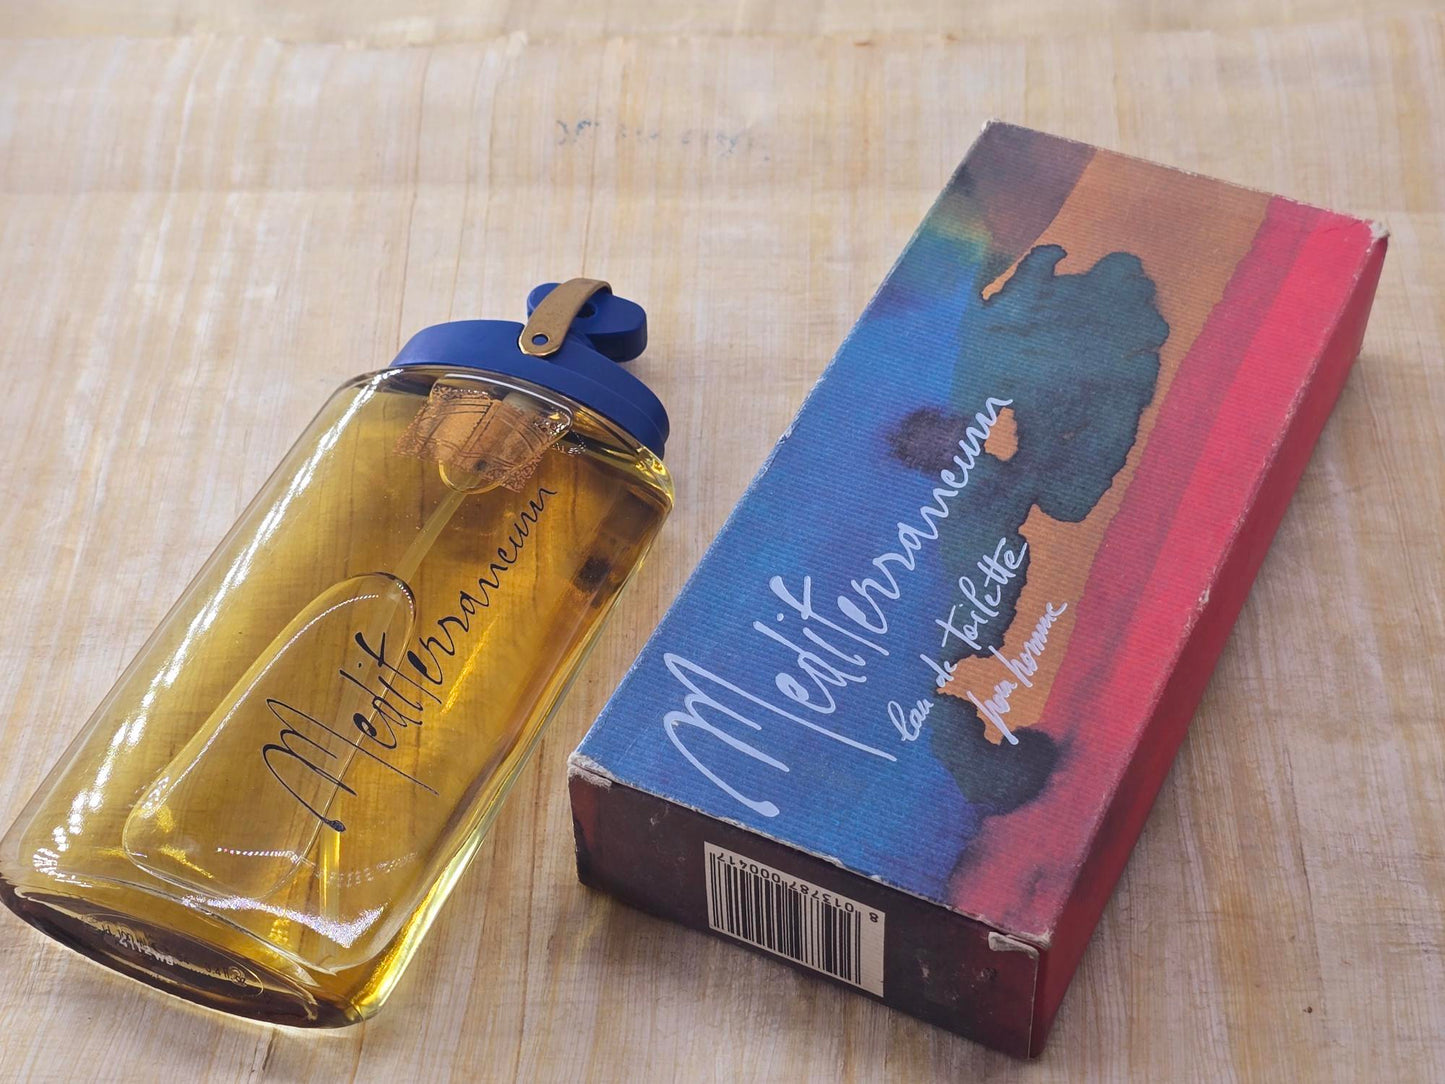 Mediterraneum
Mediterraneum
eau de toilette
pour homme
8 013787 000417